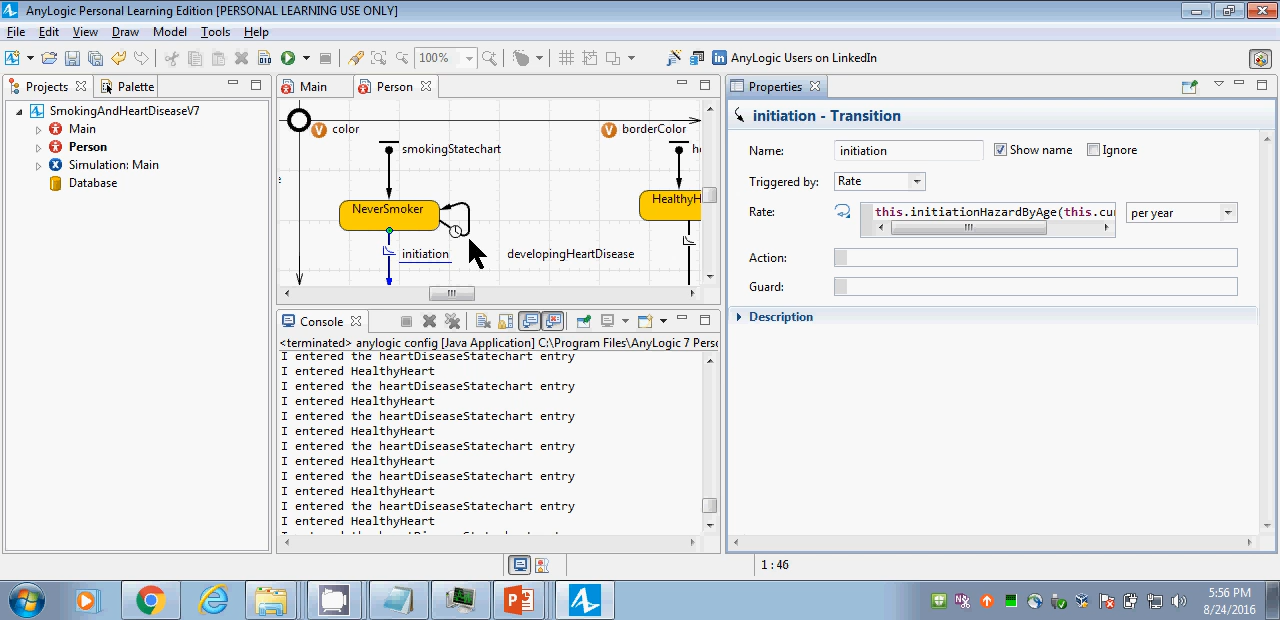 AnyLogic Personal Learning Edition [PERSONAL LEARNING USE ONLY]
File Edit View Draw Model Tools Help
100%
AnyLogic Users on LinkedIn
Projects
Palette
SmokingAndHeartDiseaseV7
Main
Person
Simulation: Main
Database
Main
Person
color
borderColor
smokingStatechart
NeverSmoker
HealthyH
initiation
developingHeartDisease
Console
<terminated> anylogic config [Java Application] C:\Program Files\AnyLogic 7 Perso
I entered the heartDiseaseStatechart entry
I entered HealthyHeart
I entered the heartDiseaseStatechart entry
I entered HealthyHeart
I entered the heartDiseaseStatechart entry
I entered HealthyHeart
I entered the heartDiseaseStatechart entry
I entered HealthyHeart
I entered the heartDiseaseStatechart entry
I entered HealthyHeart
I entered the heartDiseaseStatechart entry
I entered HealthyHeart
Properties
initiation - Transition
Name: initiation Show name Ignore
Triggered by: Rate
Rate: this.initiationHazardByAge(this.cur per year
Action:
Guard:
Description
1 : 46
5:56 PM
8/24/2016